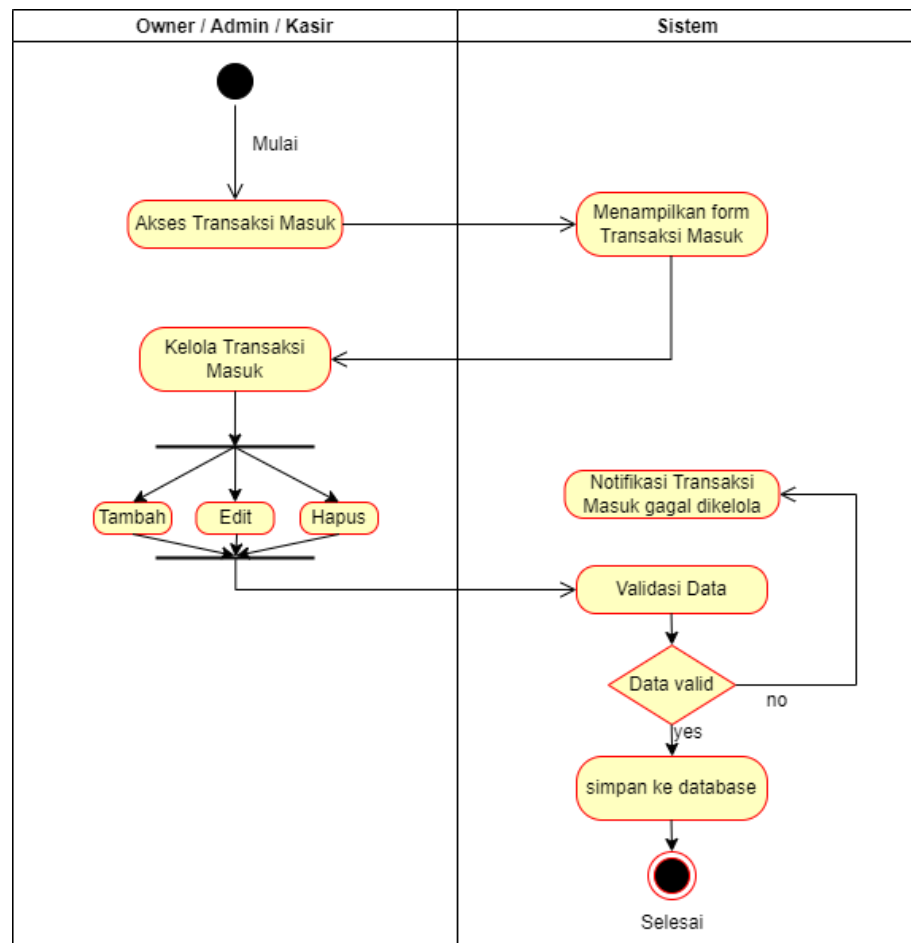 Owner / Admin / Kasir
Sistem
Mulai
Akses Transaksi Masuk
Menampilkan form
Transaksi Masuk
Kelola Transaksi
Masuk
Notifikasi Transaksi
Masuk gagal dikelola
Tambah
Edit
Hapus
Validasi Data
Data valid
no
yes
simpan ke database
Selesai